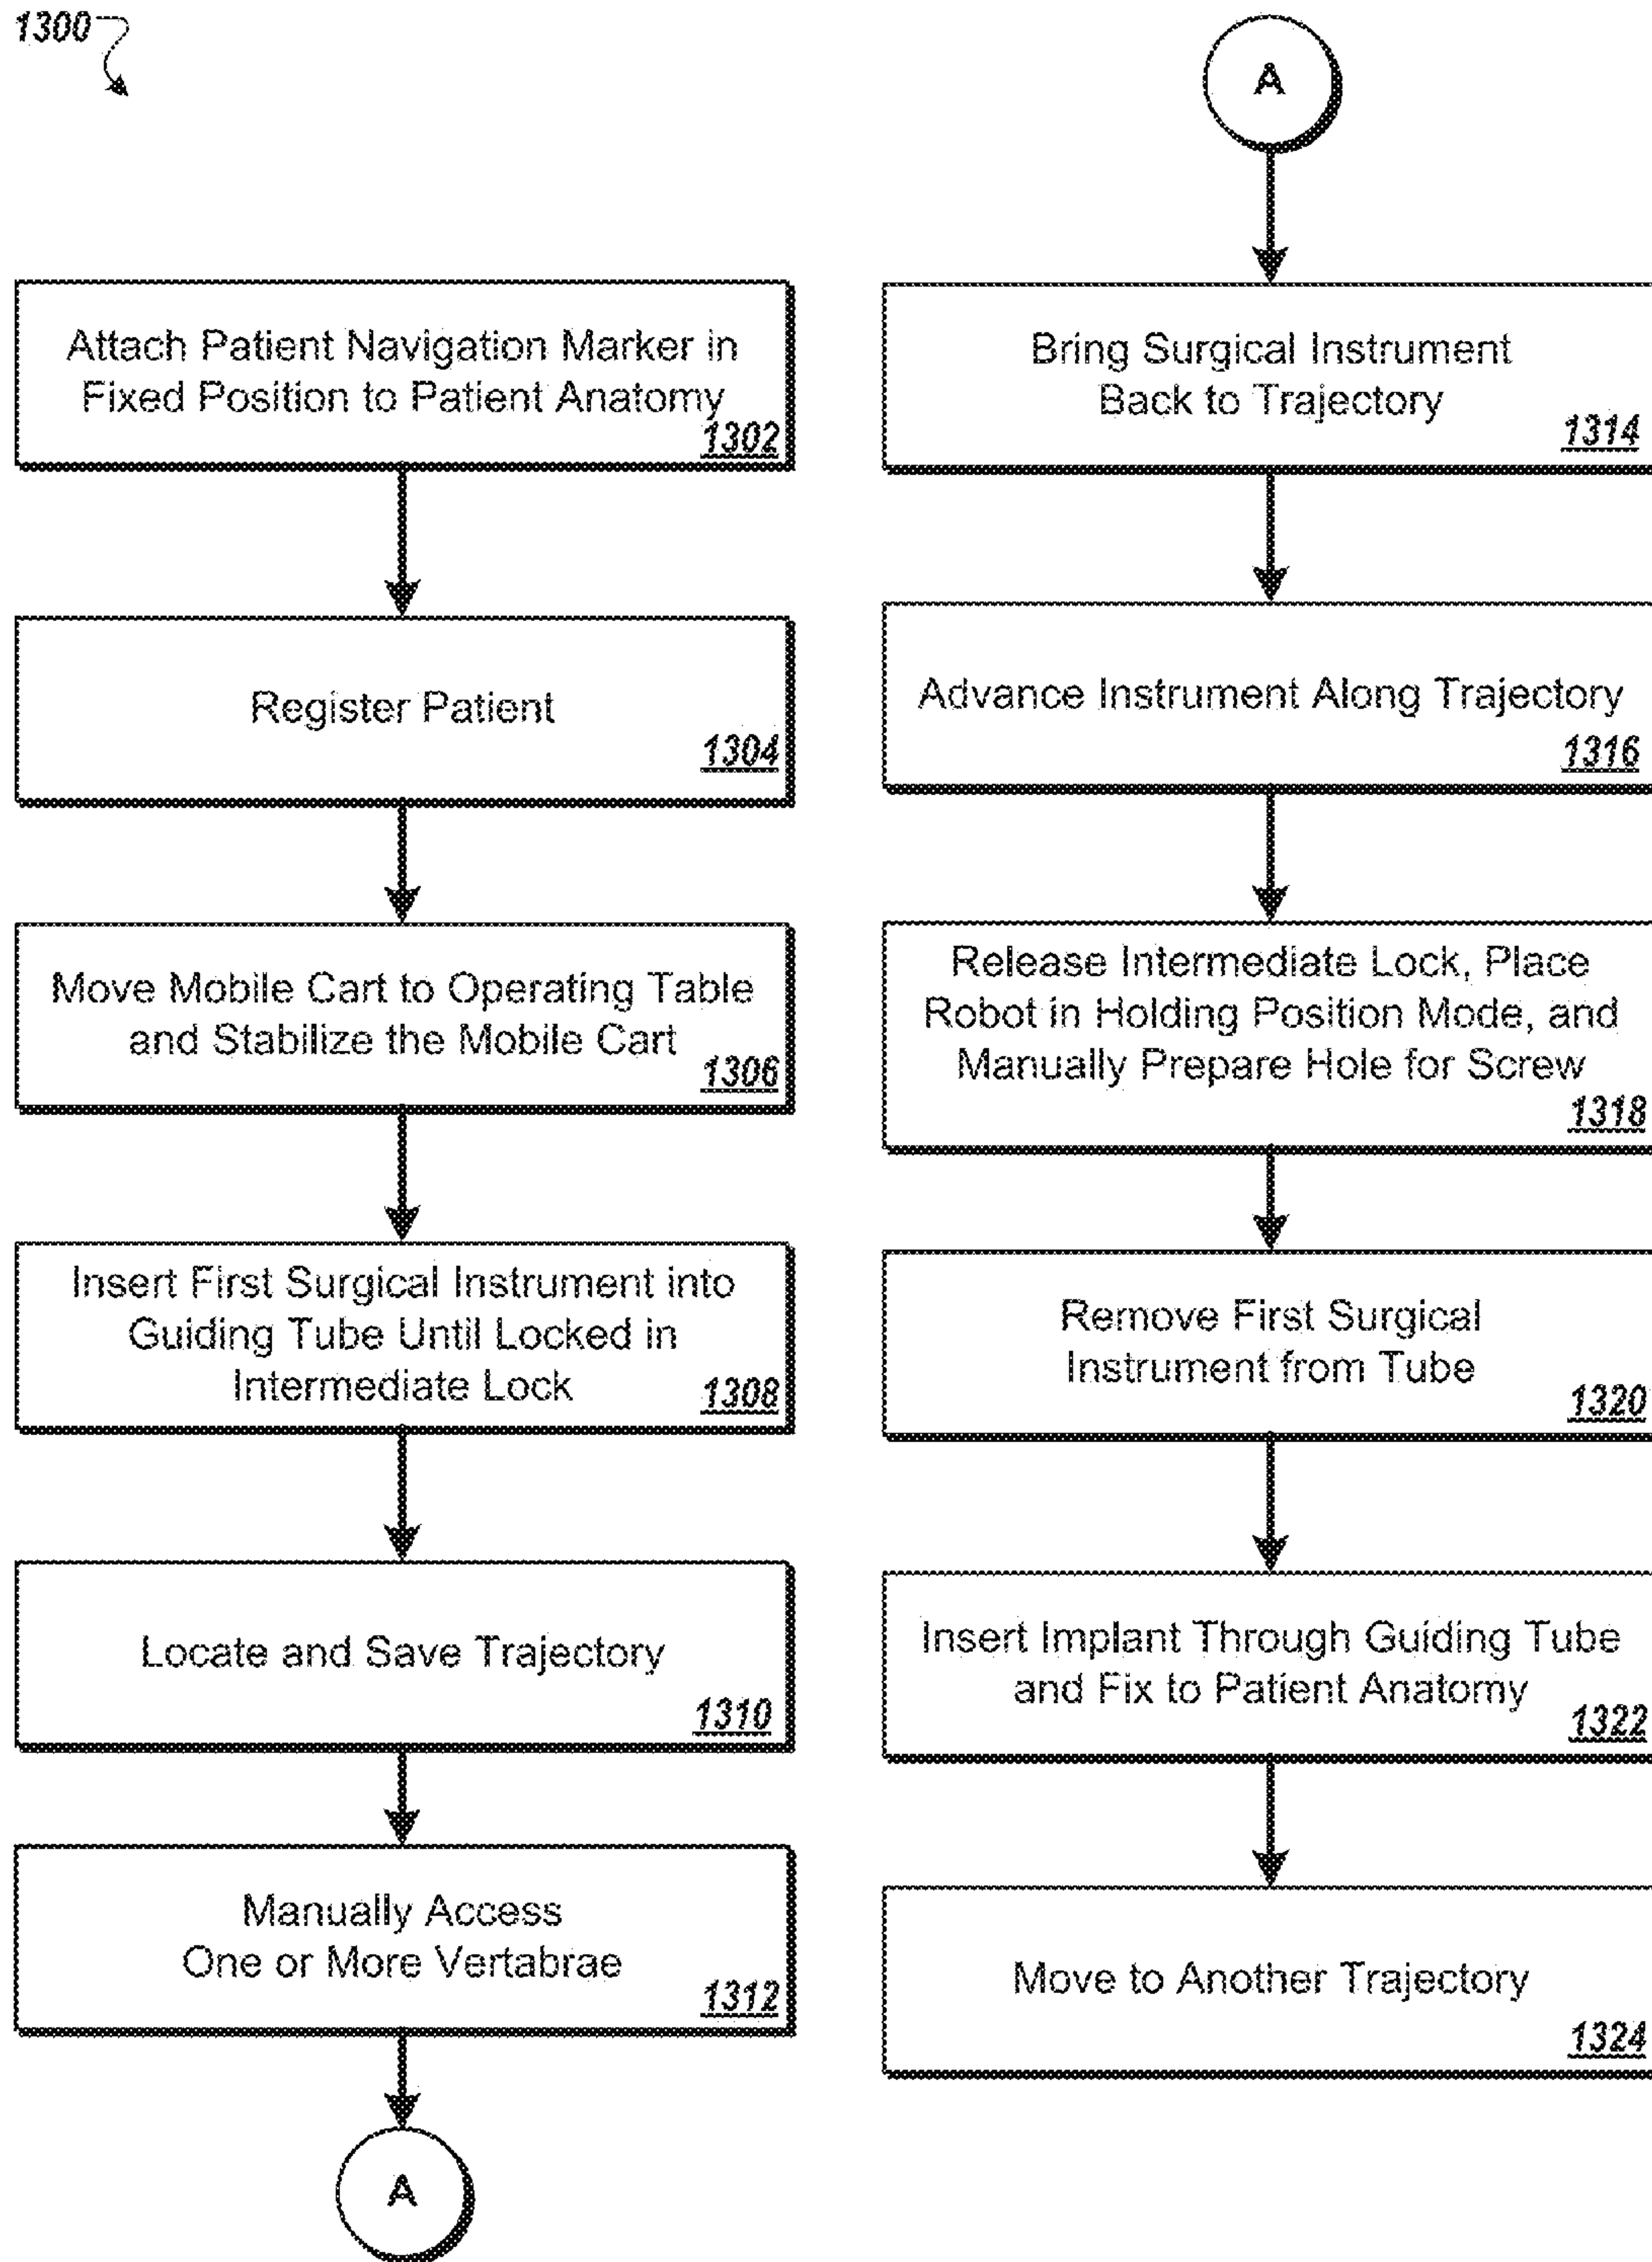 1300
Attach Patient Navigation Marker in
Fixed Position to Patient Anatomy
1302
Register Patient
1304
Move Mobile Cart to Operating Table
and Stabilize the Mobile Cart
1306
Insert First Surgical Instrument into
Guiding Tube Until Locked in
Intermediate Lock
1308
Locate and Save Trajectory
1310
Manually Access
One or More Vertabrae
1312
A
A
Bring Surgical Instrument
Back to Trajectory
1314
Advance Instrument Along Trajectory
1316
Release Intermediate Lock, Place
Robot in Holding Position Mode, and
Manually Prepare Hole for Screw
1318
Remove First Surgical
Instrument from Tube
1320
Insert Implant Through Guiding Tube
and Fix to Patient Anatomy
1322
Move to Another Trajectory
1324